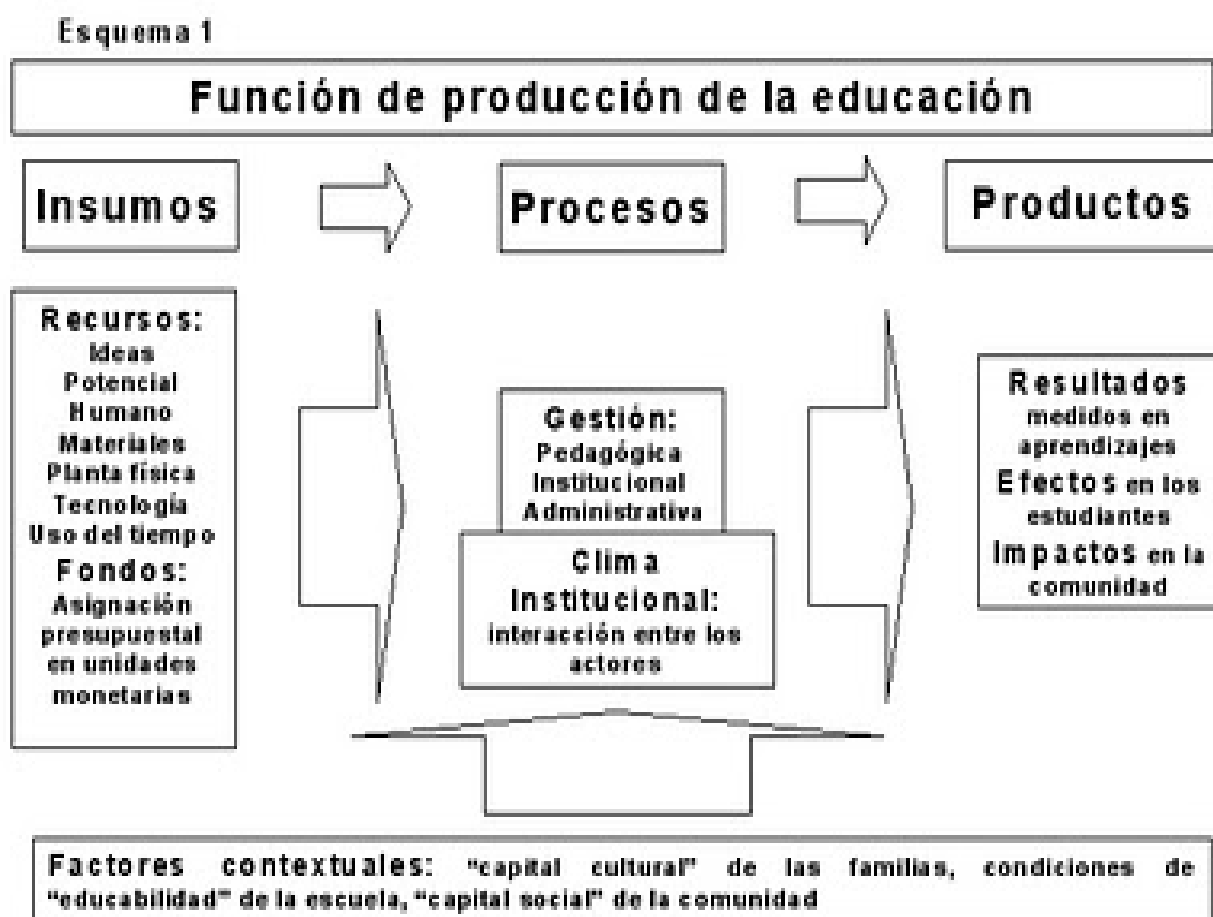 Esquema 1
Función de producción de la educación
Insumos
Procesos
Productos
Recursos:
Ideas
Potencial
Humano
Materiales
Planta física
Tecnología
Uso del tiempo
Fondos:
Asignación
presupuestal
en unidades
monetarias
Gestión:
Pedagógica
Institucional
Administrativa
Clima
Institucional:
interacción entre los
actores
Resultados
medidos en
aprendizajes
Efectos en los
estudiantes
Impactos en la
comunidad
Factores contextuales: "capital cultural" de las familias, condiciones de
"educabilidad" de la escuela, "capital social" de la comunidad